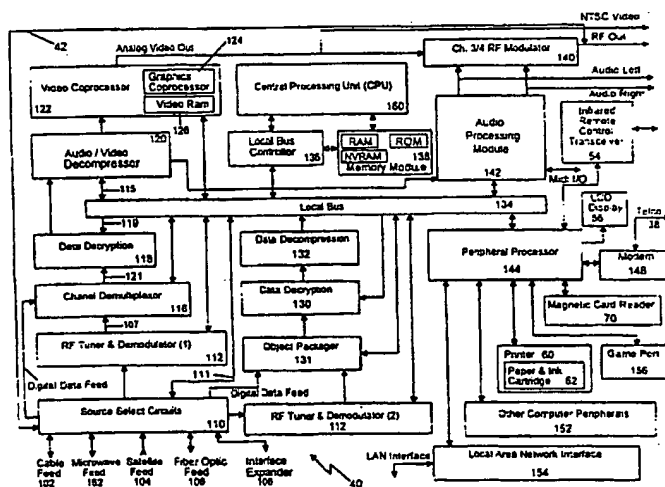 NTSC Video
RF Out
42
Analog Video Out
124
Ch. 3/4 RF Modulator
140
Audio Left
Audio Right
Video Coprocessor
122
Graphics
Coprocessor
Video Ram
126
Central Processing Unit (CPU)
160
Audio
Processing
Module
142
Infrared
Remote
Control
Transceiver
54
Local Bus
Controller
136
RAM
ROM
NVRAM
138
Memory Module
Audio / Video
Decompressor
120
Midi I/O
LCD
Display
56
Telco
38
115
Local Bus
134
119
Data Decryption
118
Data Decompression
132
Peripheral Processor
144
Modem
148
121
Chanel Demultiplexor
116
Data Decryption
130
Magnetic Card Reader
70
107
RF Tuner & Demodulator (1)
112
Object Packager
131
Printer
60
Paper & Ink
Cartridge
62
Game Port
156
Digital Data Feed
111
Digital Data Feed
Source Select Circuits
110
RF Tuner & Demodulator (2)
112
Other Computer Peripherals
152
Cable
Feed
102
Microwave
Feed
162
Satellite
Feed
104
Fiber Optic
Feed
106
Interface
Expander
108
40
LAN Interface
Local Area Network Interface
154